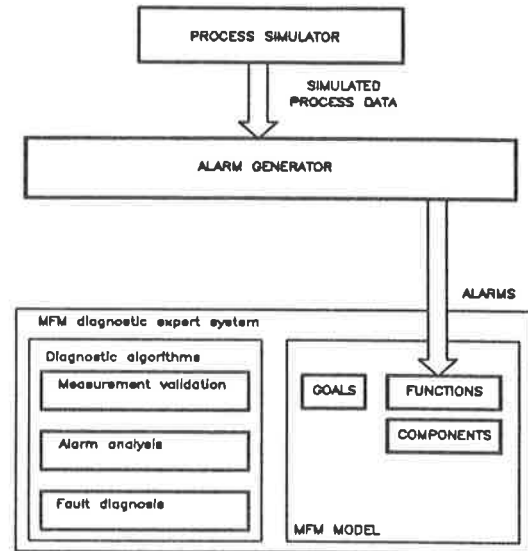 PROCESS SIMULATOR
SIMULATED
PROCESS DATA
ALARM GENERATOR
ALARMS
MFM diagnostic expert system
Diagnostic algorithms
Measurement validation
Alarm analysis
Fault diagnosis
GOALS
FUNCTIONS
COMPONENTS
MFM MODEL